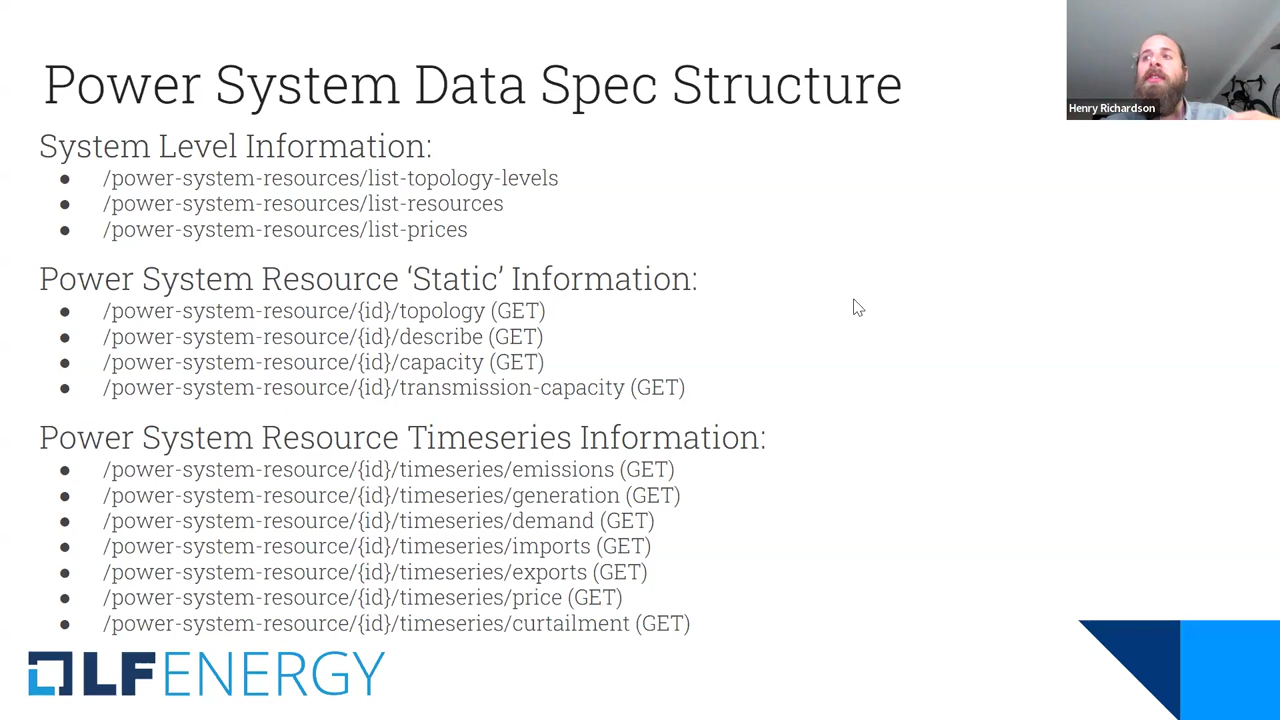 Power System Data Spec Structure
Henry Richardson
System Level Information:
● /power-system-resources/list-topology-levels
● /power-system-resources/list-resources
● /power-system-resources/list-prices
Power System Resource ‘Static’ Information:
● /power-system-resource/{id}/topology (GET)
● /power-system-resource/{id}/describe (GET)
● /power-system-resource/{id}/capacity (GET)
● /power-system-resource/{id}/transmission-capacity (GET)
Power System Resource Timeseries Information:
● /power-system-resource/{id}/timeseries/emissions (GET)
● /power-system-resource/{id}/timeseries/generation (GET)
● /power-system-resource/{id}/timeseries/demand (GET)
● /power-system-resource/{id}/timeseries/imports (GET)
● /power-system-resource/{id}/timeseries/exports (GET)
● /power-system-resource/{id}/timeseries/price (GET)
● /power-system-resource/{id}/timeseries/curtailment (GET)
LF ENERGY